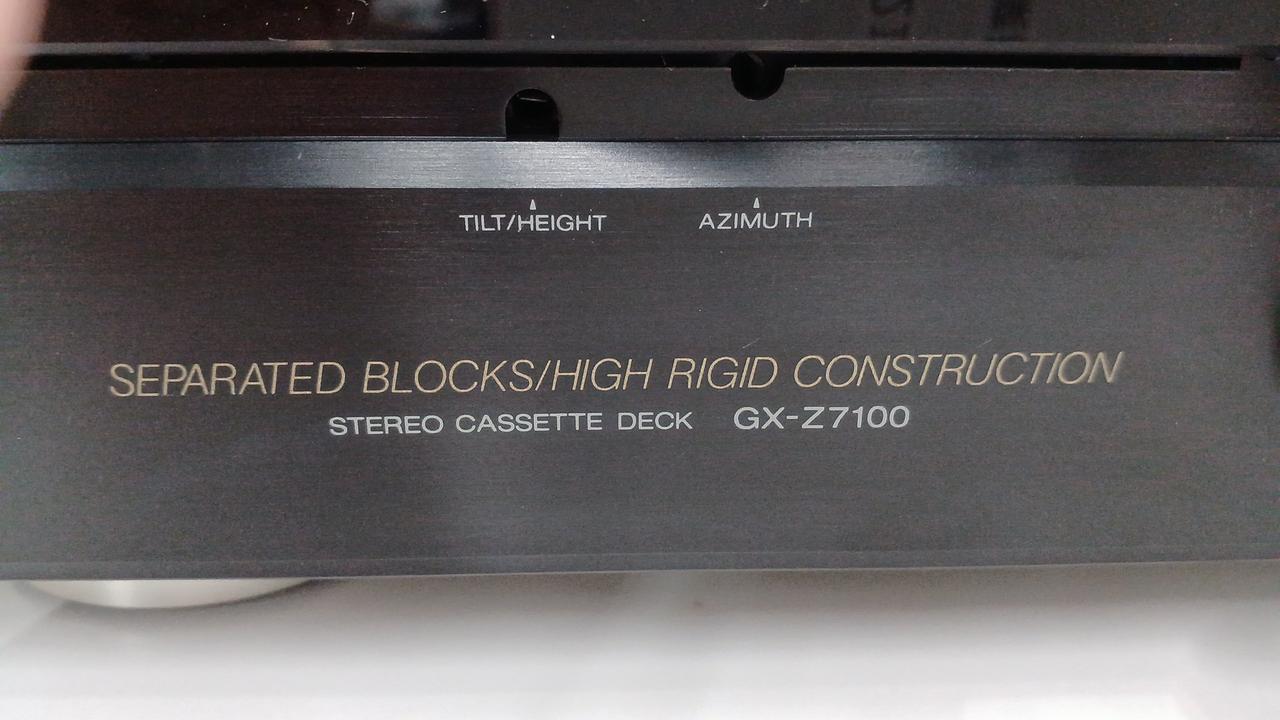 TILT/HEIGHT AZIMUTH
SEPARATED BLOCKS/HIGH RIGID CONSTRUCTION
STEREO CASSETTE DECK GX-Z7100